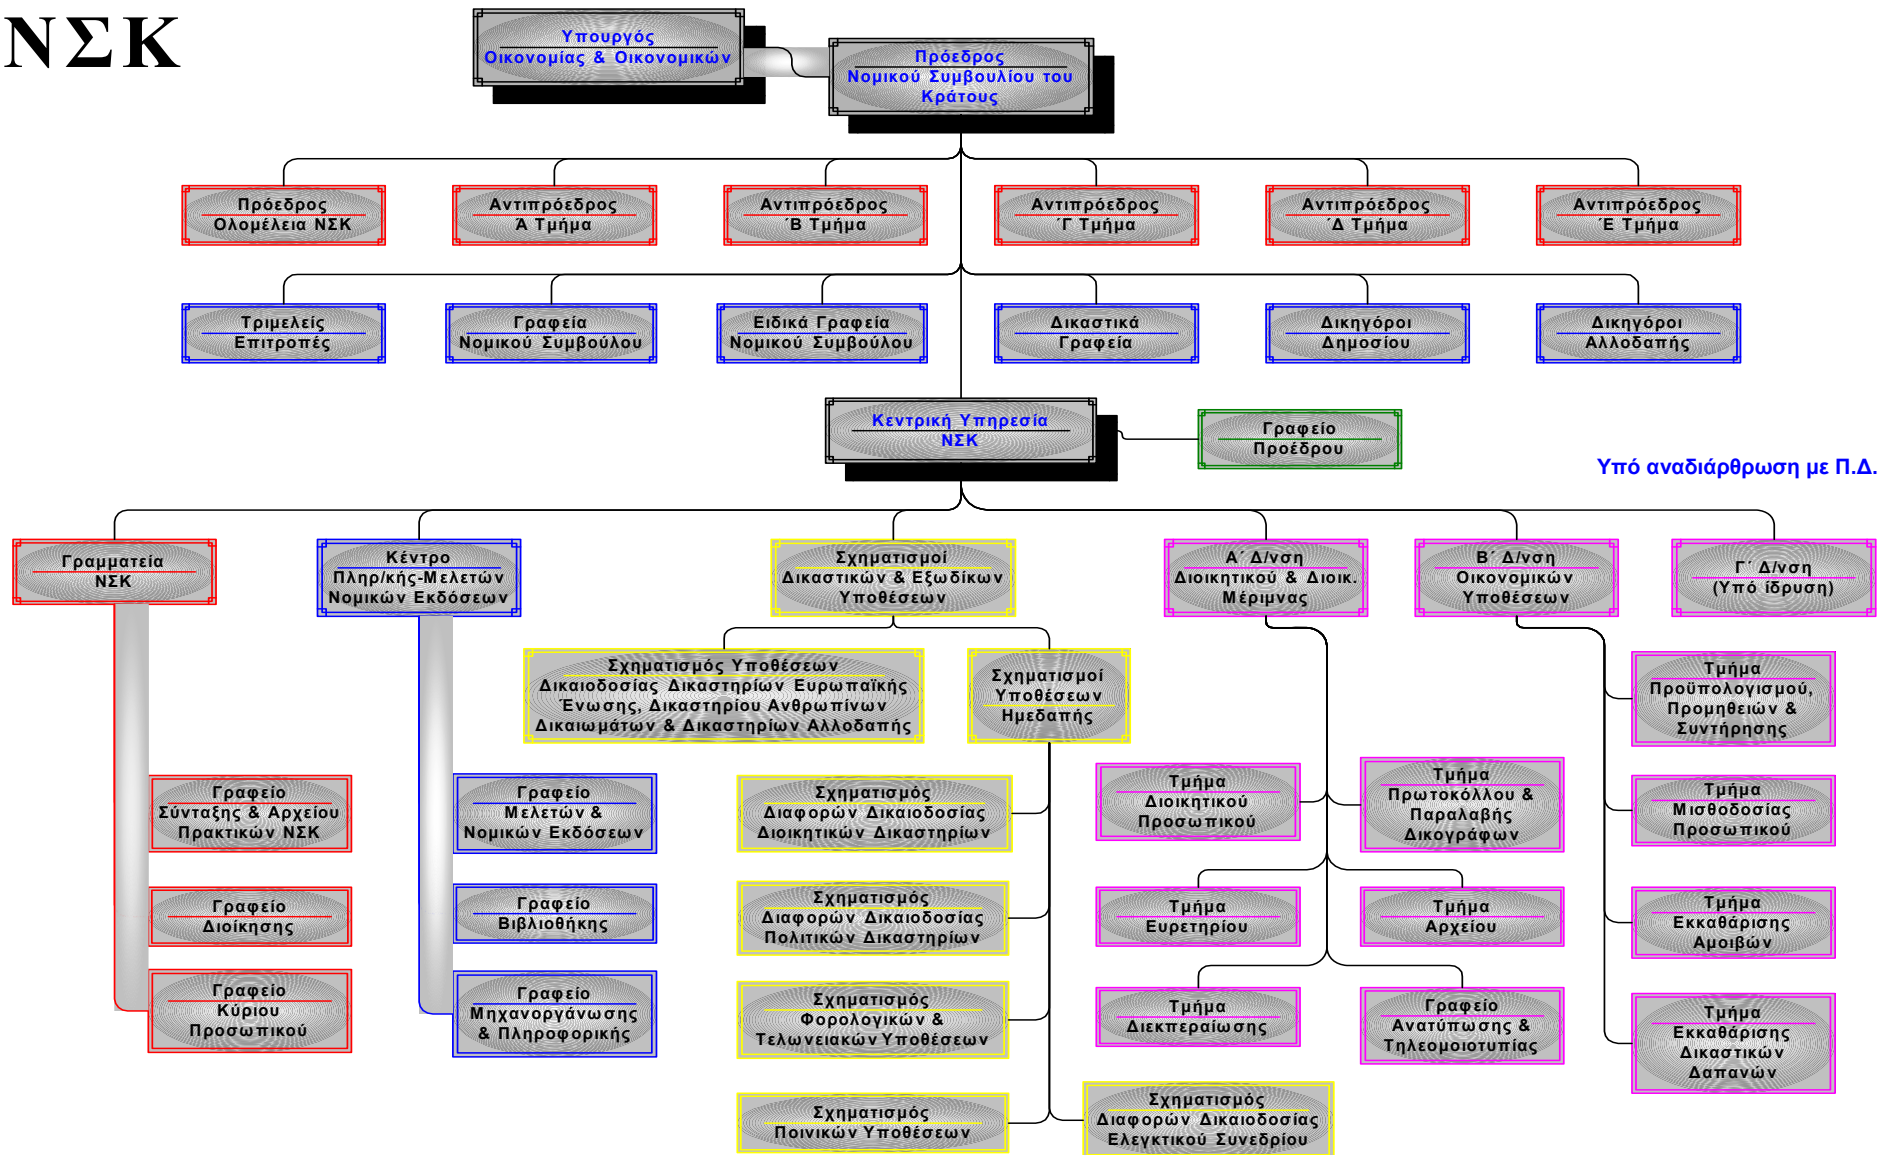 ΝΣΚ
Υπουργός
Οικονομίας & Οικονομικών
Πρόεδρος
Νομικού Συμβουλίου του
Κράτους
Πρόεδρος
Ολομέλεια ΝΣΚ
Αντιπρόεδρος
Ά Τμήμα
Αντιπρόεδρος
΄Β Τμήμα
Αντιπρόεδρος
΄Γ Τμήμα
Αντιπρόεδρος
΄Δ Τμήμα
Αντιπρόεδρος
΄Ε Τμήμα
Τριμελείς
Επιτροπές
Γραφεία
Νομικού Συμβούλου
Ειδικά Γραφεία
Νομικού Συμβούλου
Δικαστικά
Γραφεία
Δικηγόροι
Δημοσίου
Δικηγόροι
Αλλοδαπής
Κεντρική Υπηρεσία
ΝΣΚ
Γραφείο
Προέδρου
Υπό αναδιάρθρωση με Π.Δ.
Γραμματεία
ΝΣΚ
Κέντρο
Πληρ/κής-Μελετών
Νομικών Εκδόσεων
Σχηματισμοί
Δικαστικών & Εξωδίκων
Υποθέσεων
Α΄ Δ/νση
Διοικητικού & Διοικ.
Μέριμνας
Β΄ Δ/νση
Οικονομικών
Υποθέσεων
Γ΄ Δ/νση
(Υπό ίδρυση)
Σχηματισμός Υποθέσεων
Δικαιοδοσίας Δικαστηρίων Ευρωπαϊκής
Ένωσης, Δικαστηρίου Ανθρωπίνων
Δικαιωμάτων & Δικαστηρίων Αλλοδαπής
Σχηματισμοί
Υποθέσεων
Ημεδαπής
Τμήμα
Προϋπολογισμού,
Προμηθειών &
Συντήρησης
Γραφείο
Σύνταξης & Αρχείου
Πρακτικών ΝΣΚ
Γραφείο
Μελετών &
Νομικών Εκδόσεων
Σχηματισμός
Διαφορών Δικαιοδοσίας
Διοικητικών Δικαστηρίων
Τμήμα
Διοικητικού
Προσωπικού
Τμήμα
Πρωτοκόλλου &
Παραλαβής
Δικογράφων
Τμήμα
Μισθοδοσίας
Προσωπικού
Γραφείο
Διοίκησης
Γραφείο
Βιβλιοθήκης
Σχηματισμός
Διαφορών Δικαιοδοσίας
Πολιτικών Δικαστηρίων
Τμήμα
Ευρετηρίου
Τμήμα
Αρχείου
Τμήμα
Εκκαθάρισης
Αμοιβών
Γραφείο
Κύριου
Προσωπικού
Γραφείο
Μηχανοργάνωσης
& Πληροφορικής
Σχηματισμός
Φορολογικών &
Τελωνειακών Υποθέσεων
Τμήμα
Διεκπεραίωσης
Γραφείο
Ανατύπωσης &
Τηλεομοιοτυπίας
Τμήμα
Εκκαθάρισης
Δικαστικών
Δαπανών
Σχηματισμός
Ποινικών Υποθέσεων
Σχηματισμός
Διαφορών Δικαιοδοσίας
Ελεγκτικού Συνεδρίου